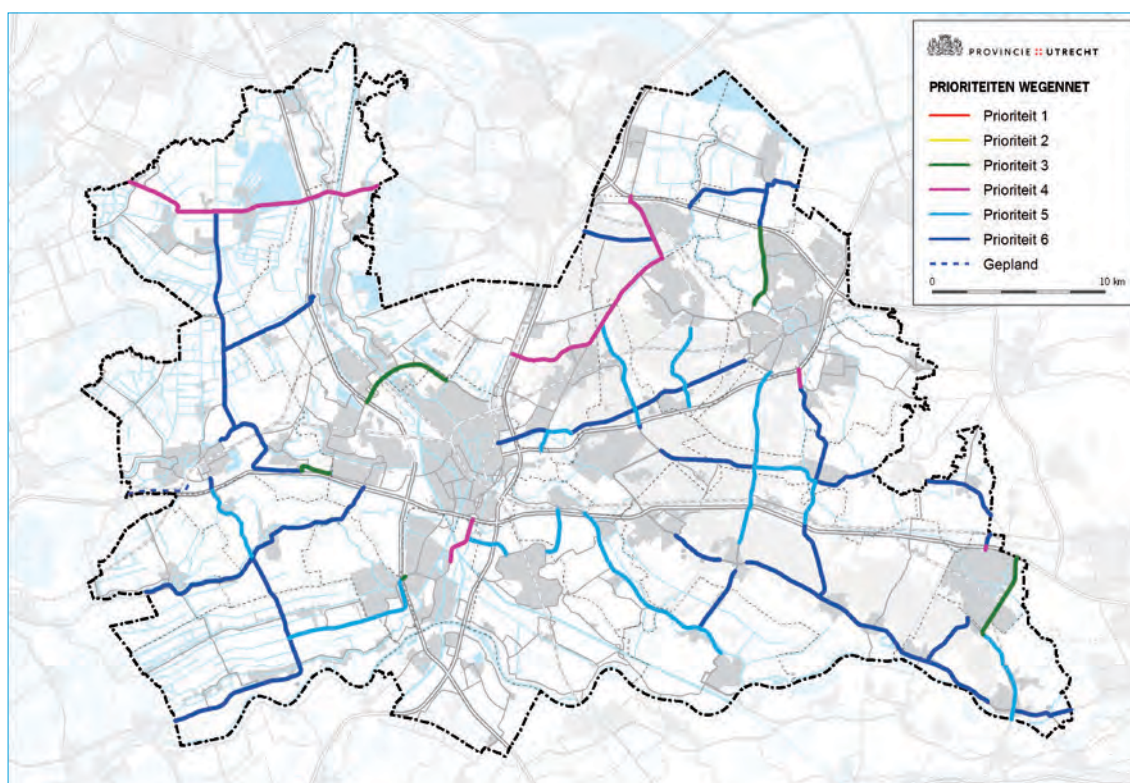 PROVINCIE :: UTRECHT
PRIORITEITEN WEGENNET
Prioriteit 1
Prioriteit 2
Prioriteit 3
Prioriteit 4
Prioriteit 5
Prioriteit 6
Gepland
0 10 km